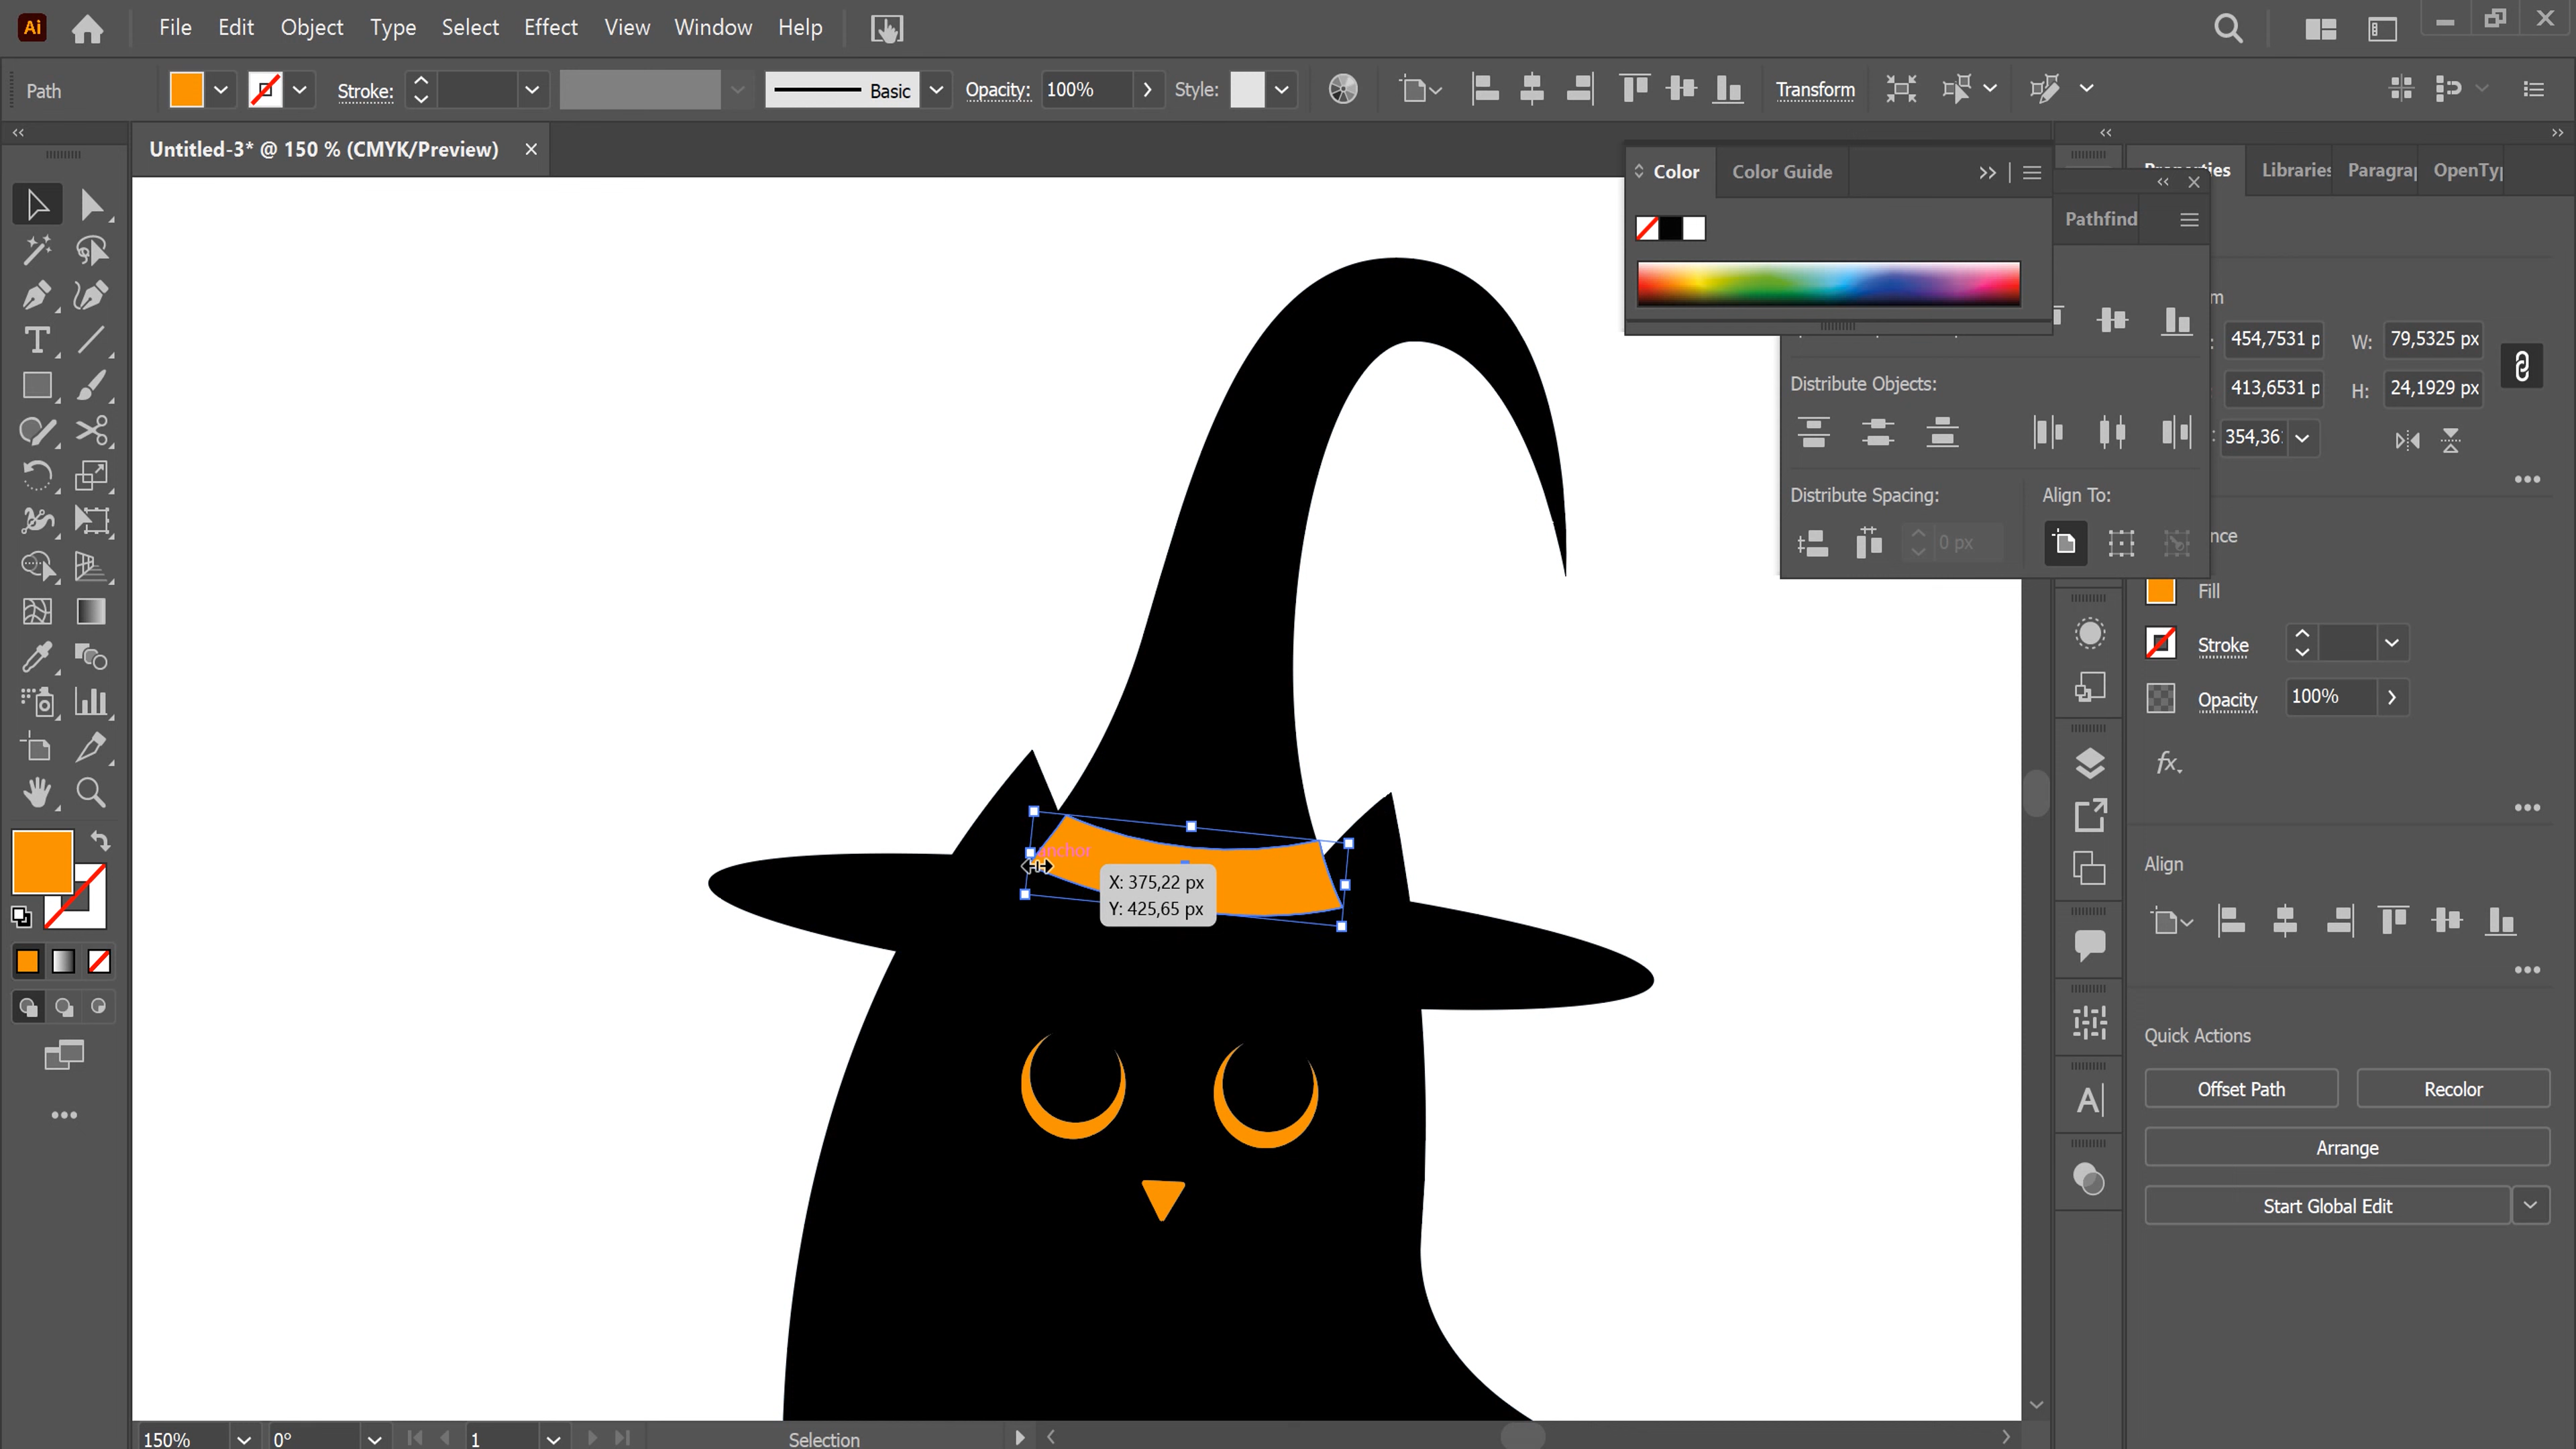 Ai File Edit Object Type Select Effect View Window Help
Path Stroke: Basic Opacity: 100% Style: Transform
Untitled-3* @ 150 % (CMYK/Preview)
Color Color Guide
Libraries OpenTy
Pathfind
454,7531 p W: 79,5325 px
413,6531 p H: 24,1929 px
354,36
Distribute Objects:
Distribute Spacing: Align To:
0 px
Fill
Stroke
Opacity 100%
fx
anchor
X: 375,22 px
Y: 425,65 px
Align
Quick Actions
Offset Path Recolor
Arrange
Start Global Edit
150% 0° 1 Selection